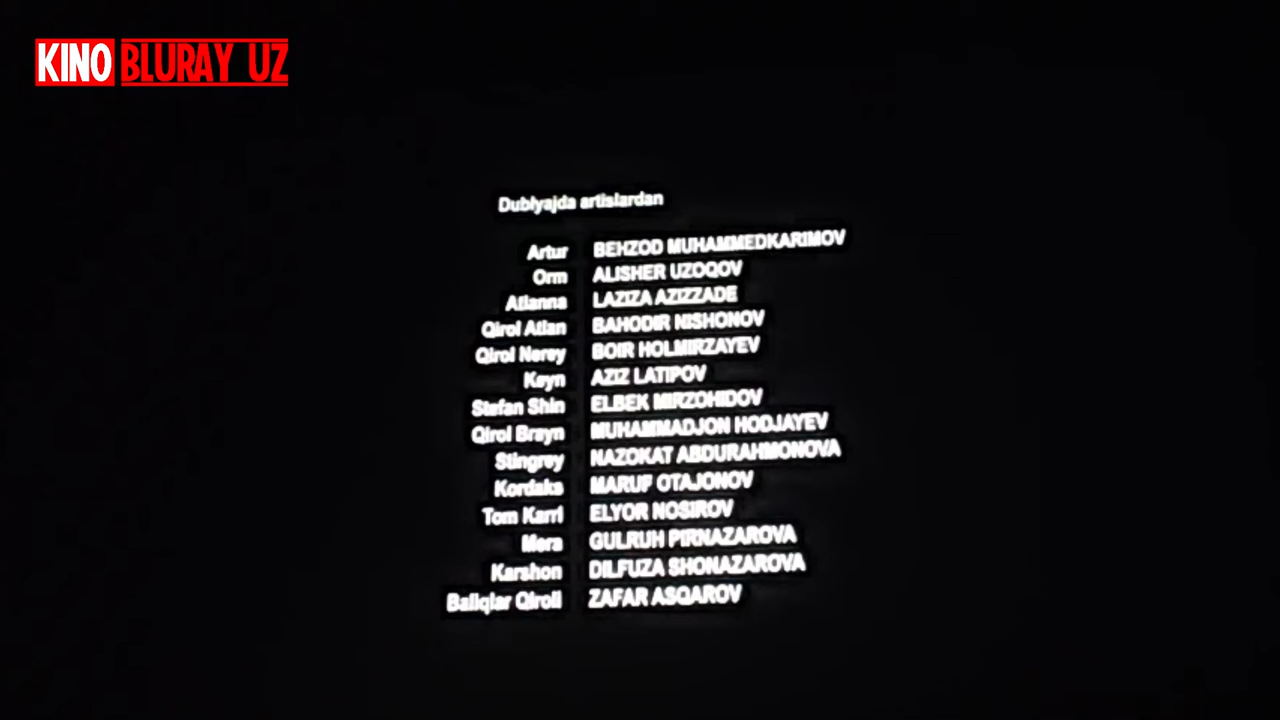 KINO BLURAY UZ
Dublyajda artislardan
Artur BEHZOD MUHAMMEDKARIMOV
Orm ALISHER UZOQOV
Atlanna LAZIZA AZIZZADE
Qirol Atlan BAHODIR NISHONOV
Qirol Nerey BOIR HOLMIRZAYEV
Keyn AZIZ LATIPOV
Stefan Shin ELBEK MIRZOHIDOV
Qirol Brayn MUHAMMADJON HODJAYEV
Stingrey NAZOKAT ABDURAHMONOVA
Kordaks MARUF OTAJONOV
Tom Karri ELYOR NOSIROV
Mera GULRUH PIRNAZAROVA
Karshon DILFUZA SHONAZAROVA
Baliqlar Qiroli ZAFAR ASQAROV